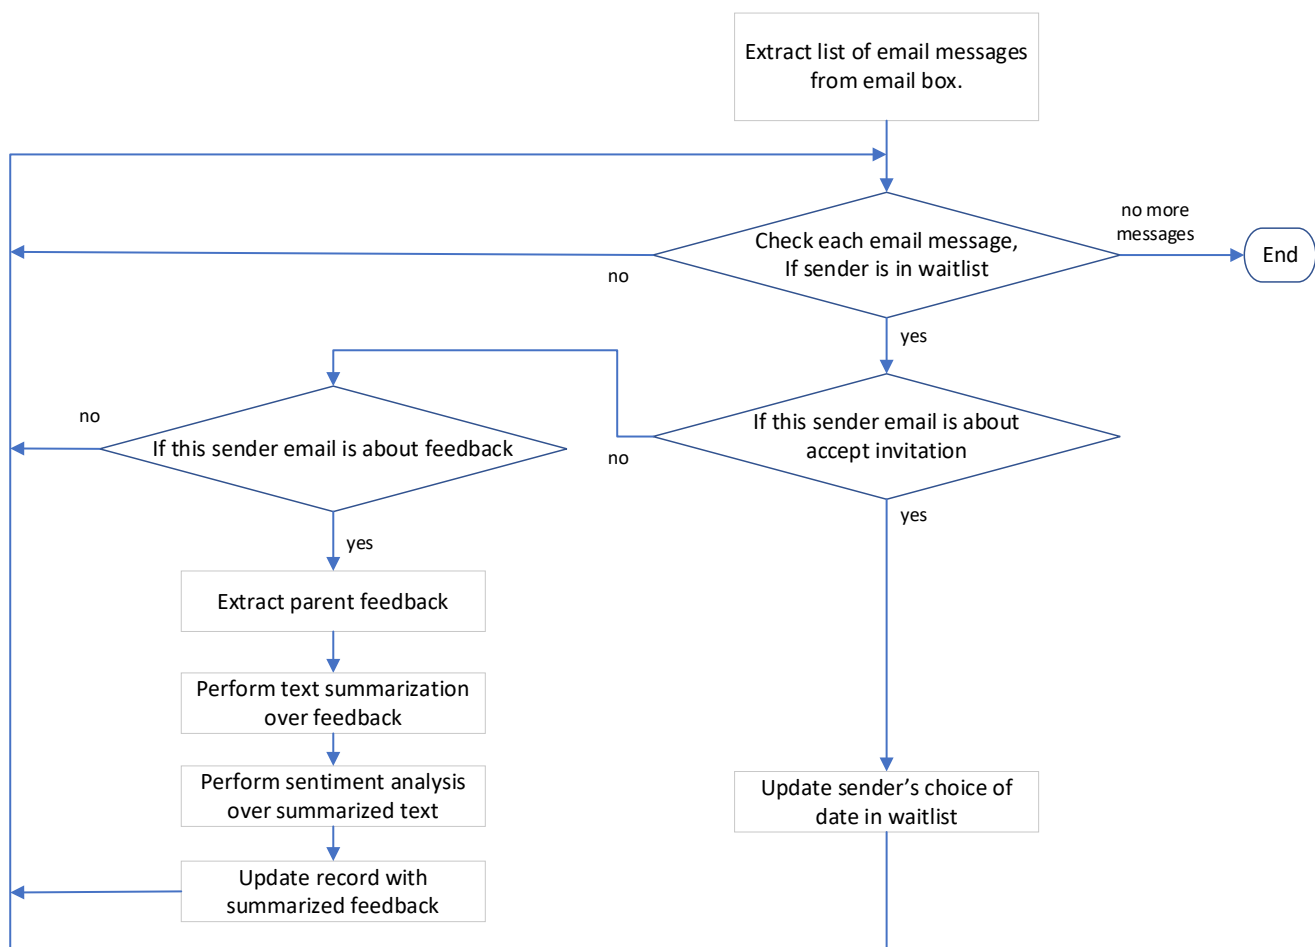 Extract list of email messages
from email box.
no more
messages
Check each email message,
If sender is in waitlist
End
no
yes
no
If this sender email is about
accept invitation
If this sender email is about feedback
no
yes
yes
Extract parent feedback
Perform text summarization
over feedback
Perform sentiment analysis
over summarized text
Update sender’s choice of
date in waitlist
Update record with
summarized feedback